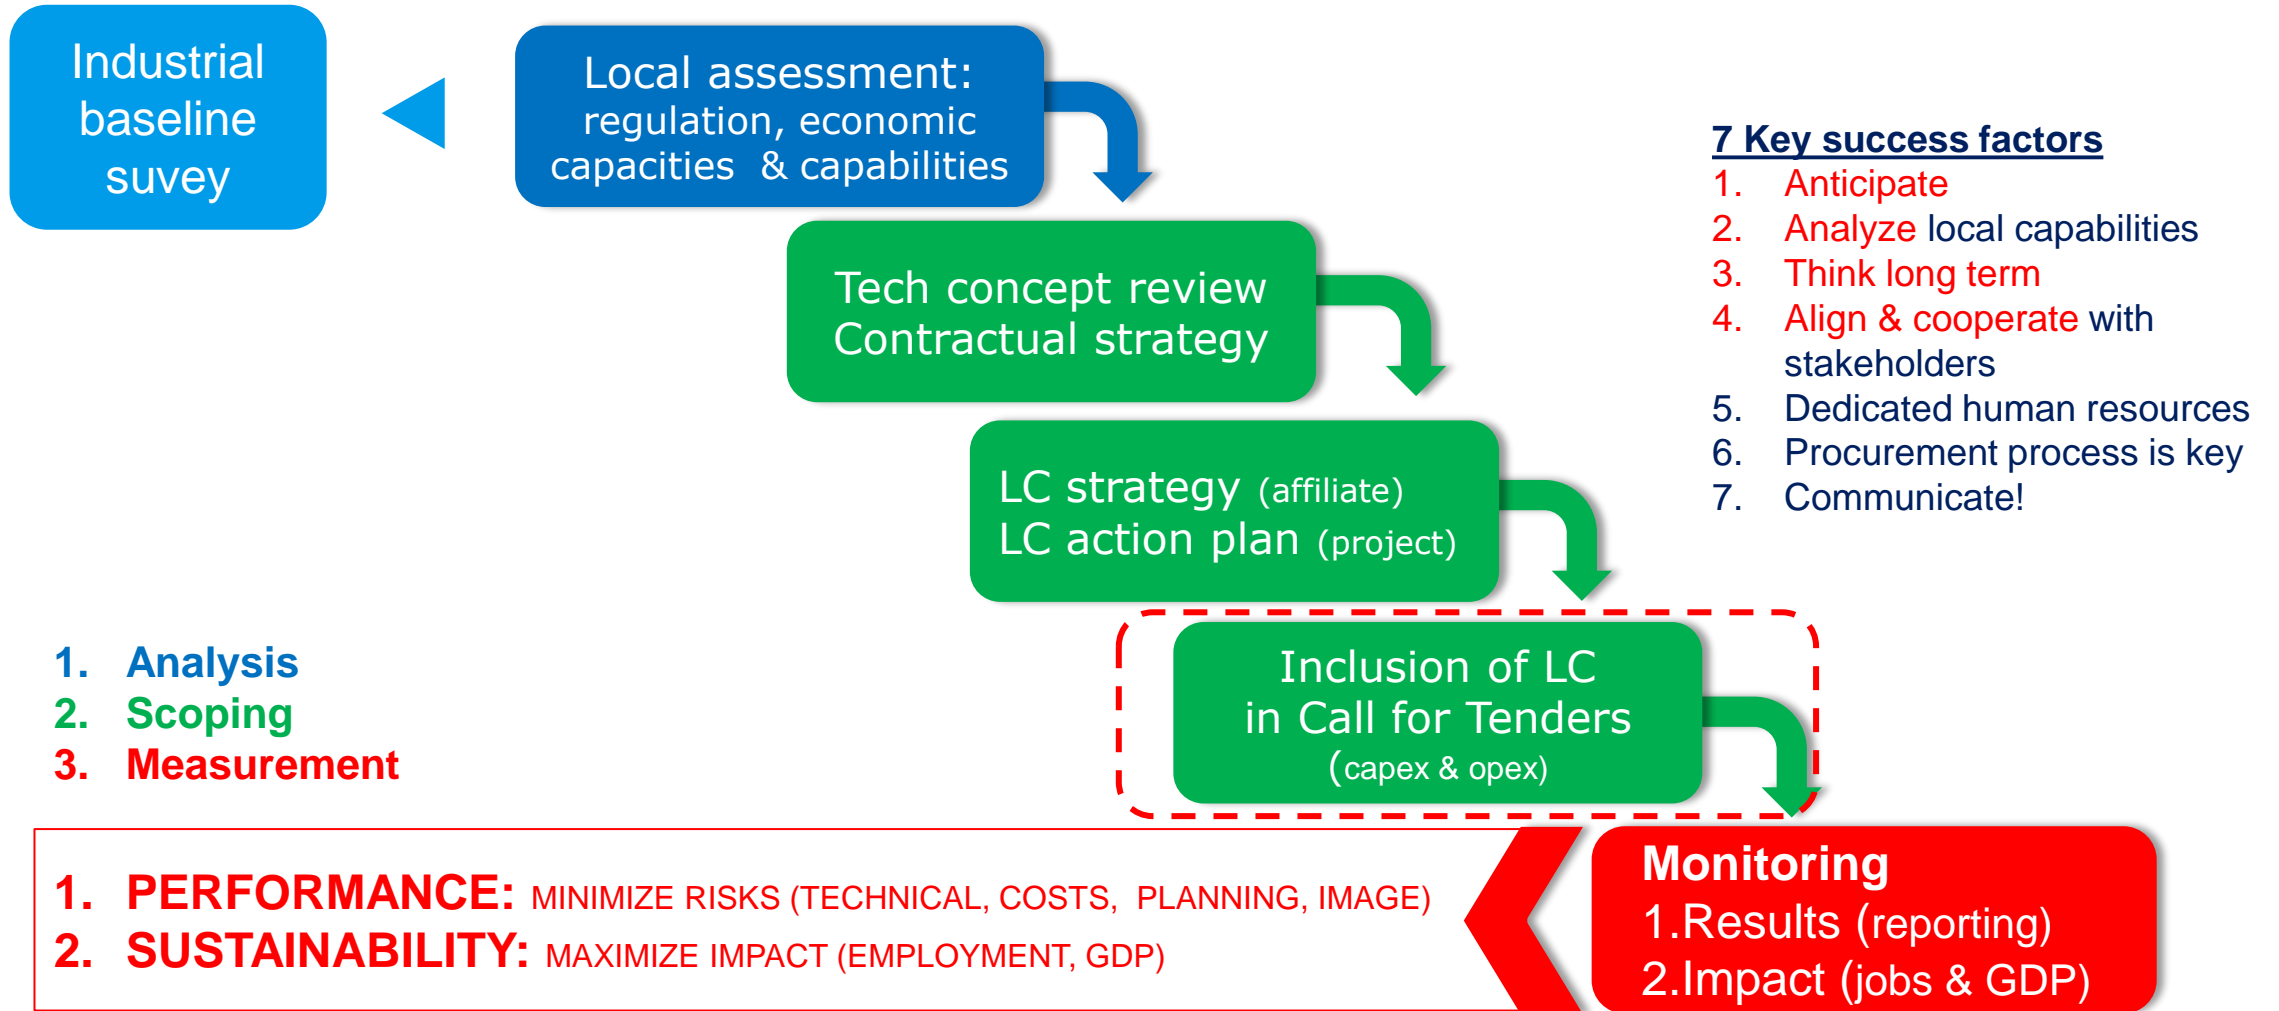 Industrial
baseline
suvey
Local assessment:
regulation, economic
capacities & capabilities
Tech concept review
Contractual strategy
LC strategy (affiliate)
LC action plan (project)
Inclusion of LC
in Call for Tenders
(capex & opex)
7 Key success factors
1. Anticipate
2. Analyze local capabilities
3. Think long term
4. Align & cooperate with
stakeholders
5. Dedicated human resources
6. Procurement process is key
7. Communicate!
1. Analysis
2. Scoping
3. Measurement
1. PERFORMANCE: MINIMIZE RISKS (TECHNICAL, COSTS, PLANNING, IMAGE)
2. SUSTAINABILITY: MAXIMIZE IMPACT (EMPLOYMENT, GDP)
Monitoring
1.Results (reporting)
2.Impact (jobs & GDP)